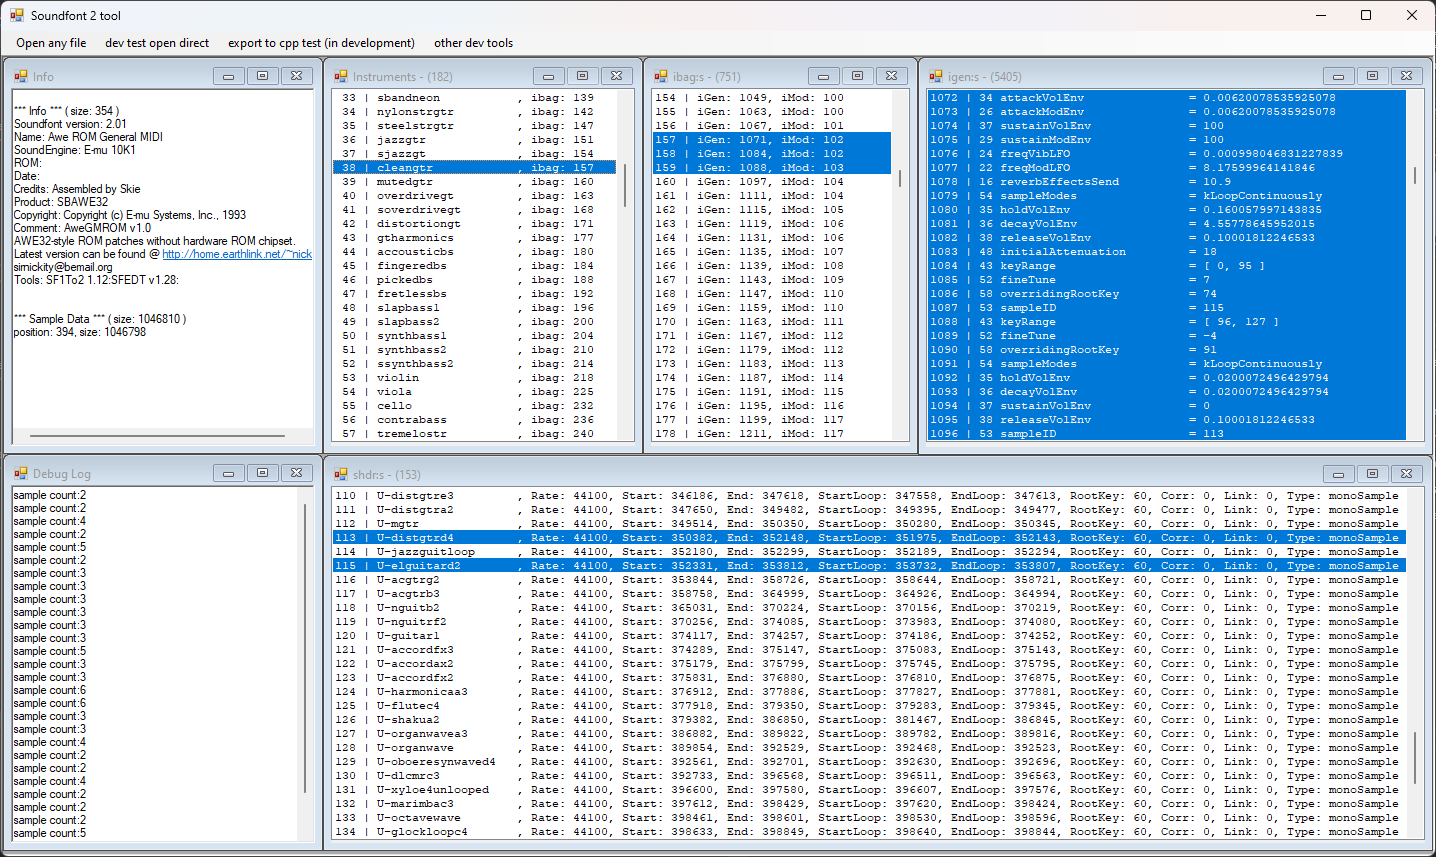 Soundfont 2 tool
Open any file dev test open direct export to cpp test (in development) other dev tools
Info
*** Info *** ( size: 354 )
Soundfont version: 2.01
Name: Awe ROM General MIDI
SoundEngine: E-mu 10K1
ROM:
Date:
Credits: Assembled by Skie
Product: SBAWE32
Copyright: Copyright (c) E-mu Systems, Inc., 1993
Comment: AweGMROM v1.0
AWE32-style ROM patches without hardware ROM chipset.
Latest version can be found @ http://home.earthlink.net/~nick
simickity@bemail.org
Tools: SF1To2 1.12:SFEDT v1.28:
*** Sample Data *** ( size: 1046810 )
position: 394, size: 1046798
Instruments - (182)
33 | sbandneon , ibag: 139
34 | nylonstrgtr , ibag: 142
35 | steelstrgtr , ibag: 147
36 | jazzgtr , ibag: 151
37 | sjazzgt , ibag: 154
38 | cleangtr , ibag: 157
39 | mutedgtr , ibag: 160
40 | overdrivegt , ibag: 163
41 | soverdrivegt , ibag: 168
42 | distortiongt , ibag: 171
43 | gtharmonics , ibag: 177
44 | accousticbs , ibag: 180
45 | fingeredbs , ibag: 184
46 | pickedbs , ibag: 188
47 | fretlessbs , ibag: 192
48 | slapbass1 , ibag: 196
49 | slapbass2 , ibag: 200
50 | synthbass1 , ibag: 204
51 | synthbass2 , ibag: 210
52 | ssynthbass2 , ibag: 214
53 | violin , ibag: 218
54 | viola , ibag: 225
55 | cello , ibag: 232
56 | contrabass , ibag: 236
57 | tremelostr , ibag: 240
ibag:s - (751)
154 | iGen: 1049, iMod: 100
155 | iGen: 1063, iMod: 100
156 | iGen: 1067, iMod: 101
157 | iGen: 1071, iMod: 102
158 | iGen: 1084, iMod: 102
159 | iGen: 1088, iMod: 103
160 | iGen: 1097, iMod: 104
161 | iGen: 1111, iMod: 104
162 | iGen: 1115, iMod: 105
163 | iGen: 1119, iMod: 106
164 | iGen: 1131, iMod: 106
165 | iGen: 1135, iMod: 107
166 | iGen: 1139, iMod: 108
167 | iGen: 1143, iMod: 109
168 | iGen: 1147, iMod: 110
169 | iGen: 1159, iMod: 110
170 | iGen: 1163, iMod: 111
171 | iGen: 1167, iMod: 112
172 | iGen: 1179, iMod: 112
173 | iGen: 1183, iMod: 113
174 | iGen: 1187, iMod: 114
175 | iGen: 1191, iMod: 115
176 | iGen: 1195, iMod: 116
177 | iGen: 1199, iMod: 117
178 | iGen: 1211, iMod: 117
igen:s - (5405)
1072 | 34 attackVolEnv = 0.00620078535925078
1073 | 26 attackModEnv = 0.00620078535925078
1074 | 37 sustainVolEnv = 100
1075 | 29 sustainModEnv = 100
1076 | 24 freqVibLFO = 0.000998046831227839
1077 | 22 freqModLFO = 8.17599964141846
1078 | 16 reverbEffectsSend = 10.9
1079 | 54 sampleModes = kLoopContinuously
1080 | 35 holdVolEnv = 0.160057997143835
1081 | 36 decayVolEnv = 4.55778645952015
1082 | 38 releaseVolEnv = 0.10001812246533
1083 | 48 initialAttenuation = 18
1084 | 43 keyRange = [ 0, 95 ]
1085 | 52 fineTune = 7
1086 | 58 overridingRootKey = 74
1087 | 53 sampleID = 115
1088 | 43 keyRange = [ 96, 127 ]
1089 | 52 fineTune = -4
1090 | 58 overridingRootKey = 91
1091 | 54 sampleModes = kLoopContinuously
1092 | 35 holdVolEnv = 0.0200072496429794
1093 | 36 decayVolEnv = 0.0200072496429794
1094 | 37 sustainVolEnv = 0
1095 | 38 releaseVolEnv = 0.10001812246533
1096 | 53 sampleID = 113
Debug Log
sample count:2
sample count:2
sample count:4
sample count:2
sample count:5
sample count:2
sample count:3
sample count:3
sample count:3
sample count:3
sample count:3
sample count:3
sample count:5
sample count:3
sample count:3
sample count:6
sample count:6
sample count:3
sample count:3
sample count:4
sample count:2
sample count:2
sample count:4
sample count:2
sample count:2
sample count:2
sample count:5
shdr:s - (153)
110 | U-distgtre3 , Rate: 44100, Start: 346186, End: 347618, StartLoop: 347558, EndLoop: 347613, RootKey: 60, Corr: 0, Link: 0, Type: monoSample
111 | U-distgtra2 , Rate: 44100, Start: 347650, End: 349482, StartLoop: 349395, EndLoop: 349477, RootKey: 60, Corr: 0, Link: 0, Type: monoSample
112 | U-mgtr , Rate: 44100, Start: 349514, End: 350350, StartLoop: 350280, EndLoop: 350345, RootKey: 60, Corr: 0, Link: 0, Type: monoSample
113 | U-distgtrd4 , Rate: 44100, Start: 350382, End: 352148, StartLoop: 351975, EndLoop: 352143, RootKey: 60, Corr: 0, Link: 0, Type: monoSample
114 | U-jazzguitloop , Rate: 44100, Start: 352180, End: 352299, StartLoop: 352189, EndLoop: 352294, RootKey: 60, Corr: 0, Link: 0, Type: monoSample
115 | U-elguitard2 , Rate: 44100, Start: 352331, End: 353812, StartLoop: 353732, EndLoop: 353807, RootKey: 60, Corr: 0, Link: 0, Type: monoSample
116 | U-acgtrg2 , Rate: 44100, Start: 353844, End: 358726, StartLoop: 358644, EndLoop: 358721, RootKey: 60, Corr: 0, Link: 0, Type: monoSample
117 | U-acgtrb3 , Rate: 44100, Start: 358758, End: 364999, StartLoop: 364926, EndLoop: 364994, RootKey: 60, Corr: 0, Link: 0, Type: monoSample
118 | U-nguitb2 , Rate: 44100, Start: 365031, End: 370224, StartLoop: 370156, EndLoop: 370219, RootKey: 60, Corr: 0, Link: 0, Type: monoSample
119 | U-nguitrf2 , Rate: 44100, Start: 370256, End: 374085, StartLoop: 373983, EndLoop: 374080, RootKey: 60, Corr: 0, Link: 0, Type: monoSample
120 | U-guitar1 , Rate: 44100, Start: 374117, End: 374257, StartLoop: 374186, EndLoop: 374252, RootKey: 60, Corr: 0, Link: 0, Type: monoSample
121 | U-accordfx3 , Rate: 44100, Start: 374289, End: 375147, StartLoop: 375083, EndLoop: 375143, RootKey: 60, Corr: 0, Link: 0, Type: monoSample
122 | U-accordax2 , Rate: 44100, Start: 375179, End: 375799, StartLoop: 375745, EndLoop: 375795, RootKey: 60, Corr: 0, Link: 0, Type: monoSample
123 | U-accordfx2 , Rate: 44100, Start: 375831, End: 376880, StartLoop: 376810, EndLoop: 376875, RootKey: 60, Corr: 0, Link: 0, Type: monoSample
124 | U-harmonicaa3 , Rate: 44100, Start: 376912, End: 377886, StartLoop: 377827, EndLoop: 377881, RootKey: 60, Corr: 0, Link: 0, Type: monoSample
125 | U-flutec4 , Rate: 44100, Start: 377918, End: 379350, StartLoop: 379283, EndLoop: 379345, RootKey: 60, Corr: 0, Link: 0, Type: monoSample
126 | U-shakua2 , Rate: 44100, Start: 379382, End: 386850, StartLoop: 381467, EndLoop: 386845, RootKey: 60, Corr: 0, Link: 0, Type: monoSample
127 | U-organwavea3 , Rate: 44100, Start: 386882, End: 389822, StartLoop: 389782, EndLoop: 389816, RootKey: 60, Corr: 0, Link: 0, Type: monoSample
128 | U-organwave , Rate: 44100, Start: 389854, End: 392529, StartLoop: 392468, EndLoop: 392523, RootKey: 60, Corr: 0, Link: 0, Type: monoSample
129 | U-oboeresynwaved4 , Rate: 44100, Start: 392561, End: 392701, StartLoop: 392630, EndLoop: 392696, RootKey: 60, Corr: 0, Link: 0, Type: monoSample
130 | U-dlcmrc3 , Rate: 44100, Start: 392733, End: 396568, StartLoop: 396511, EndLoop: 396563, RootKey: 60, Corr: 0, Link: 0, Type: monoSample
131 | U-xyloe4unlooped , Rate: 44100, Start: 396600, End: 397580, StartLoop: 396607, EndLoop: 397576, RootKey: 60, Corr: 0, Link: 0, Type: monoSample
132 | U-marimbac3 , Rate: 44100, Start: 397612, End: 398429, StartLoop: 397620, EndLoop: 398424, RootKey: 60, Corr: 0, Link: 0, Type: monoSample
133 | U-octavewave , Rate: 44100, Start: 398461, End: 398601, StartLoop: 398530, EndLoop: 398596, RootKey: 60, Corr: 0, Link: 0, Type: monoSample
134 | U-glockloopc4 , Rate: 44100, Start: 398633, End: 398849, StartLoop: 398640, EndLoop: 398844, RootKey: 60, Corr: 0, Link: 0, Type: monoSample